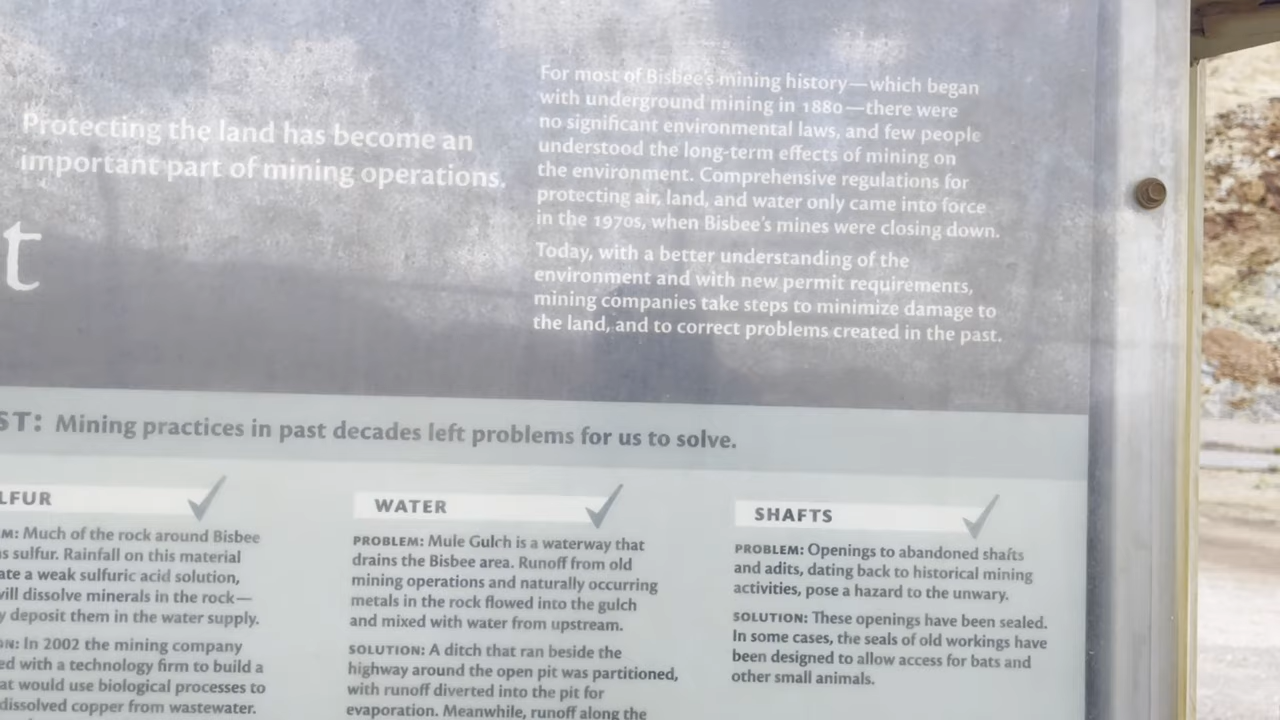 Protecting the land has become an
important part of mining operations.
t
For most of Bisbee's mining history—which began
with underground mining in 1880—there were
no significant environmental laws, and few people
understood the long-term effects of mining on
the environment. Comprehensive regulations for
protecting air, land, and water only came into force
in the 1970s, when Bisbee's mines were closing down.
Today, with a better understanding of the
environment and with new permit requirements,
mining companies take steps to minimize damage to
the land, and to correct problems created in the past.
ST: Mining practices in past decades left problems for us to solve.
LFUR
M: Much of the rock around Bisbee
s sulfur. Rainfall on this material
ate a weak sulfuric acid solution,
will dissolve minerals in the rock—
y deposit them in the water supply.
ON: In 2002 the mining company
ed with a technology firm to build a
at would use biological processes to
dissolved copper from wastewater.
WATER
PROBLEM: Mule Gulch is a waterway that
drains the Bisbee area. Runoff from old
mining operations and naturally occurring
metals in the rock flowed into the gulch
and mixed with water from upstream.
SOLUTION: A ditch that ran beside the
highway around the open pit was partitioned,
with runoff diverted into the pit for
evaporation. Meanwhile, runoff along the
SHAFTS
PROBLEM: Openings to abandoned shafts
and adits, dating back to historical mining
activities, pose a hazard to the unwary.
SOLUTION: These openings have been sealed.
In some cases, the seals of old workings have
been designed to allow access for bats and
other small animals.